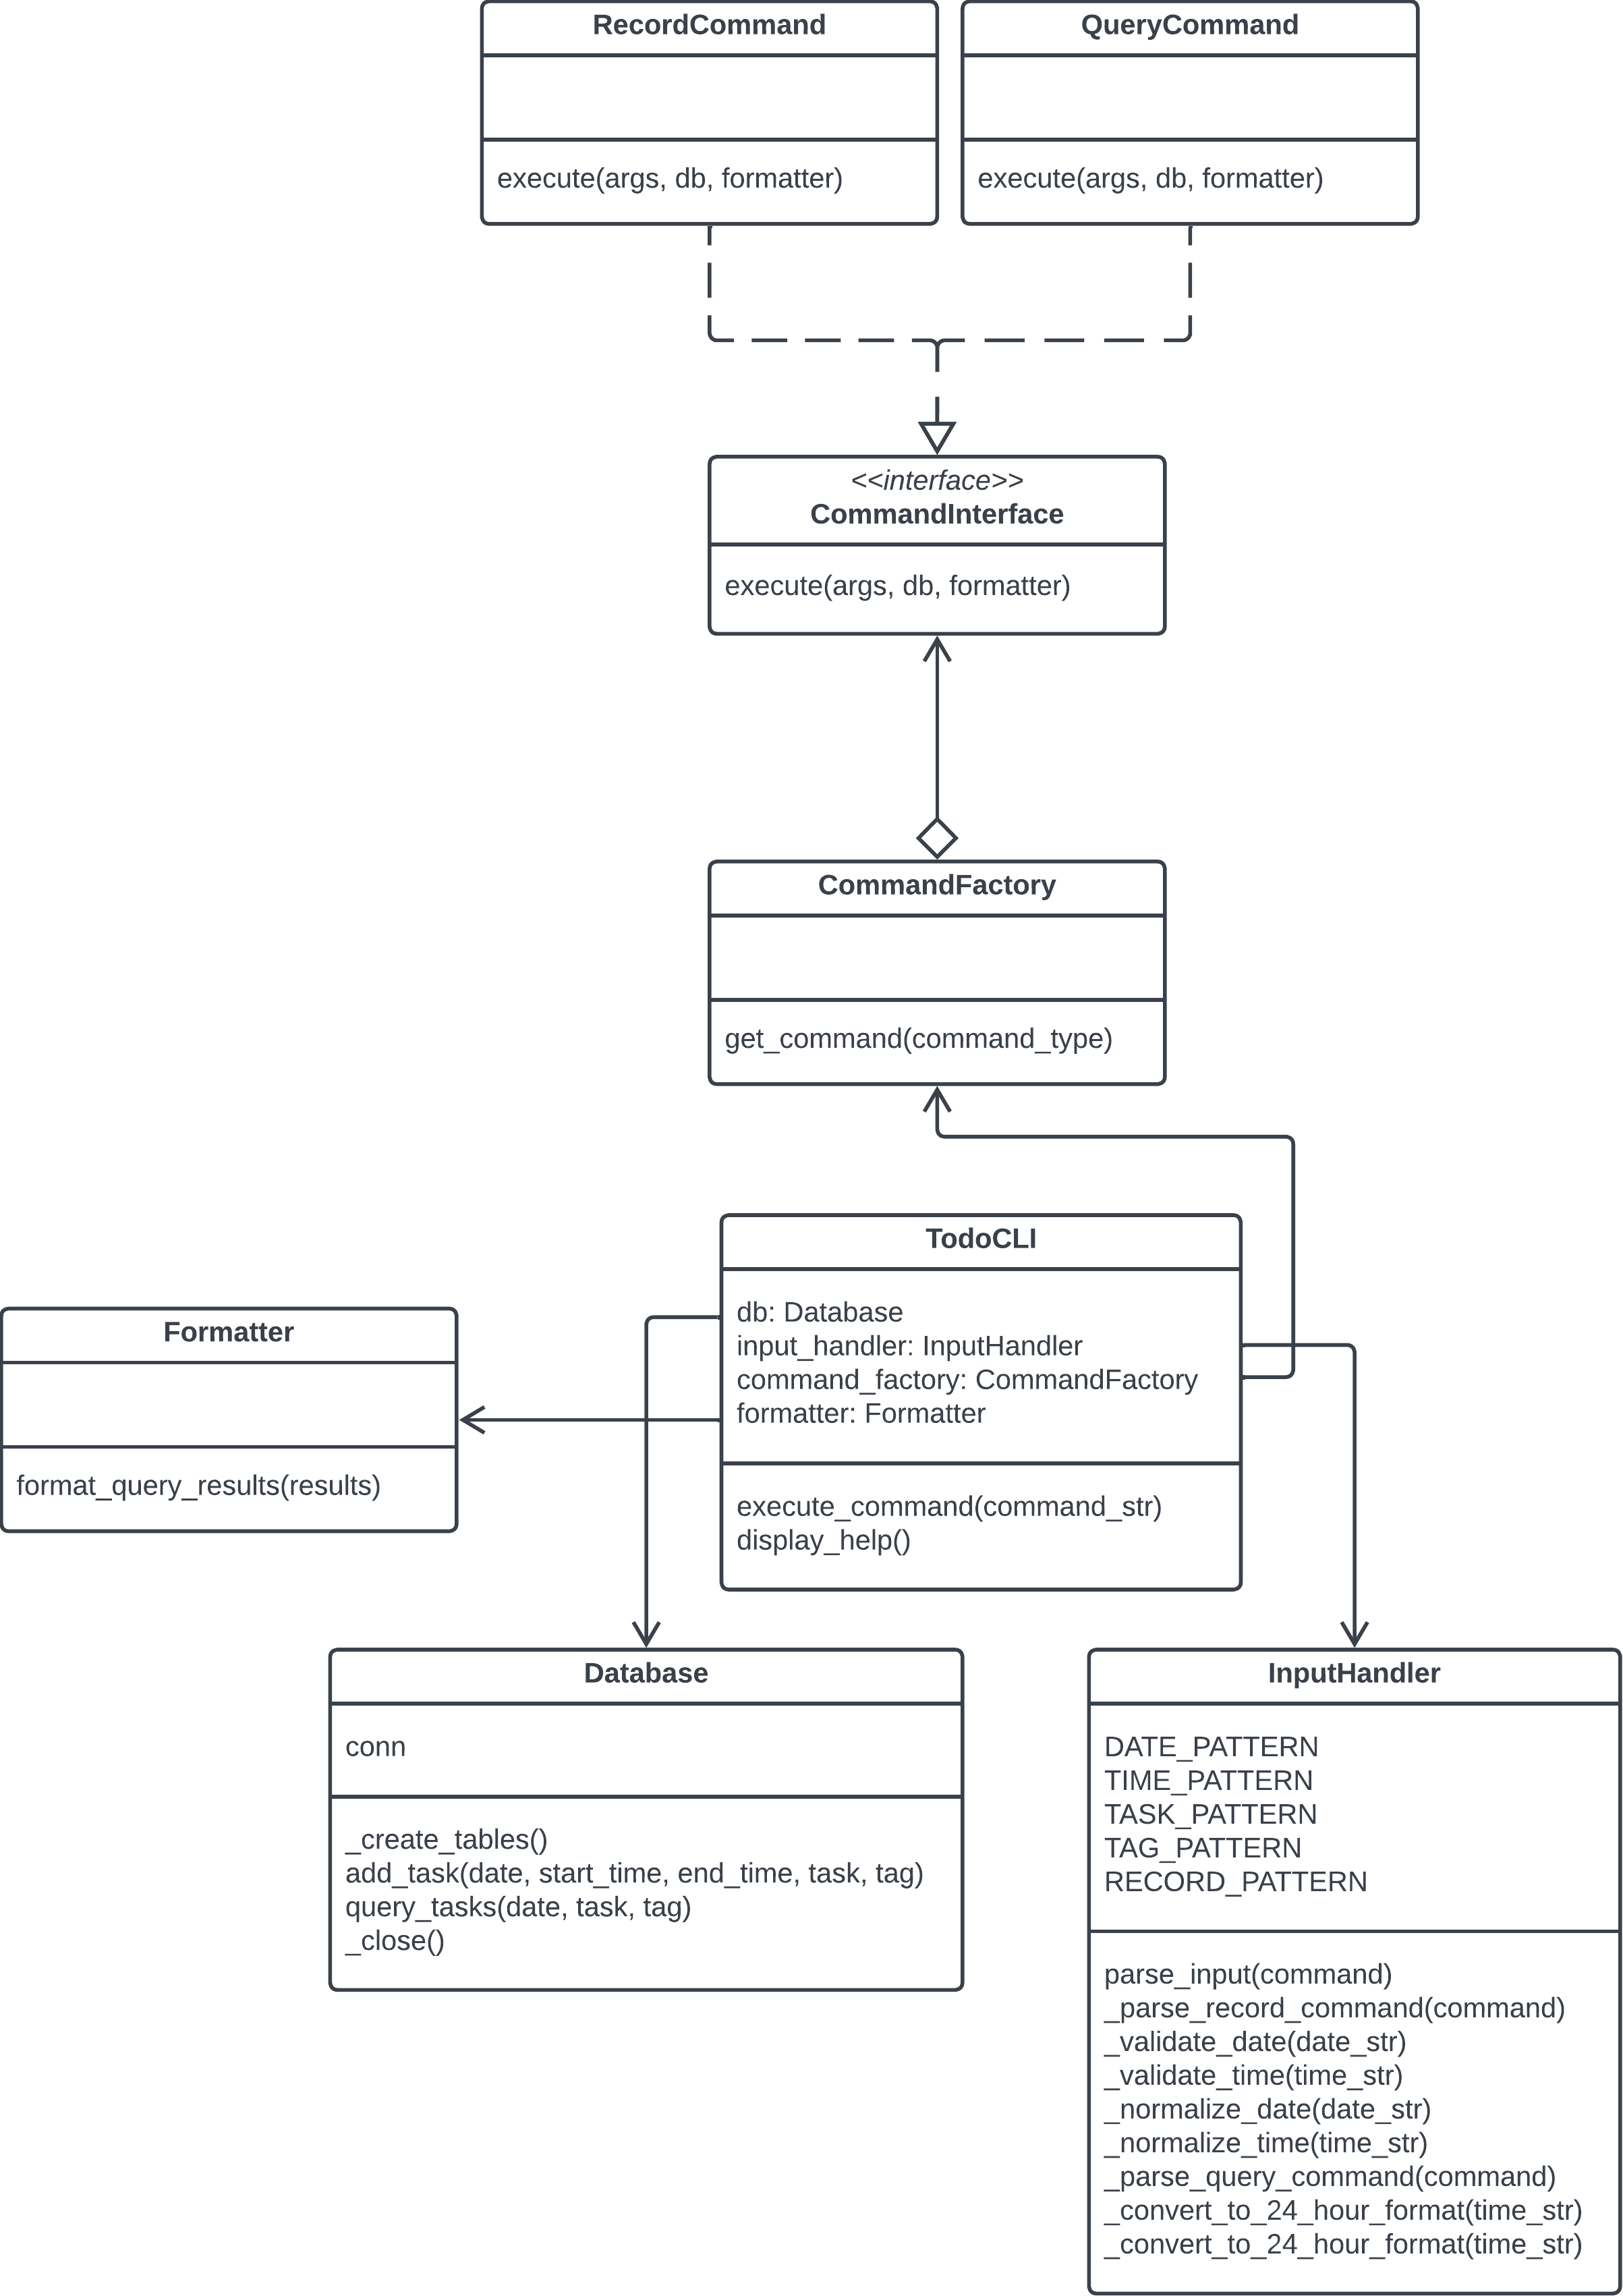 RecordCommand
execute(args, db, formatter)
QueryCommand
execute(args, db, formatter)
<<interface>>
CommandInterface
execute(args, db, formatter)
CommandFactory
get_command(command_type)
TodoCLI
db: Database
input_handler: InputHandler
command_factory: CommandFactory
formatter: Formatter
execute_command(command_str)
display_help()
Formatter
format_query_results(results)
Database
conn
_create_tables()
add_task(date, start_time, end_time, task, tag)
query_tasks(date, task, tag)
_close()
InputHandler
DATE_PATTERN
TIME_PATTERN
TASK_PATTERN
TAG_PATTERN
RECORD_PATTERN
parse_input(command)
_parse_record_command(command)
_validate_date(date_str)
_validate_time(time_str)
_normalize_date(date_str)
_normalize_time(time_str)
_parse_query_command(command)
_convert_to_24_hour_format(time_str)
_convert_to_24_hour_format(time_str)